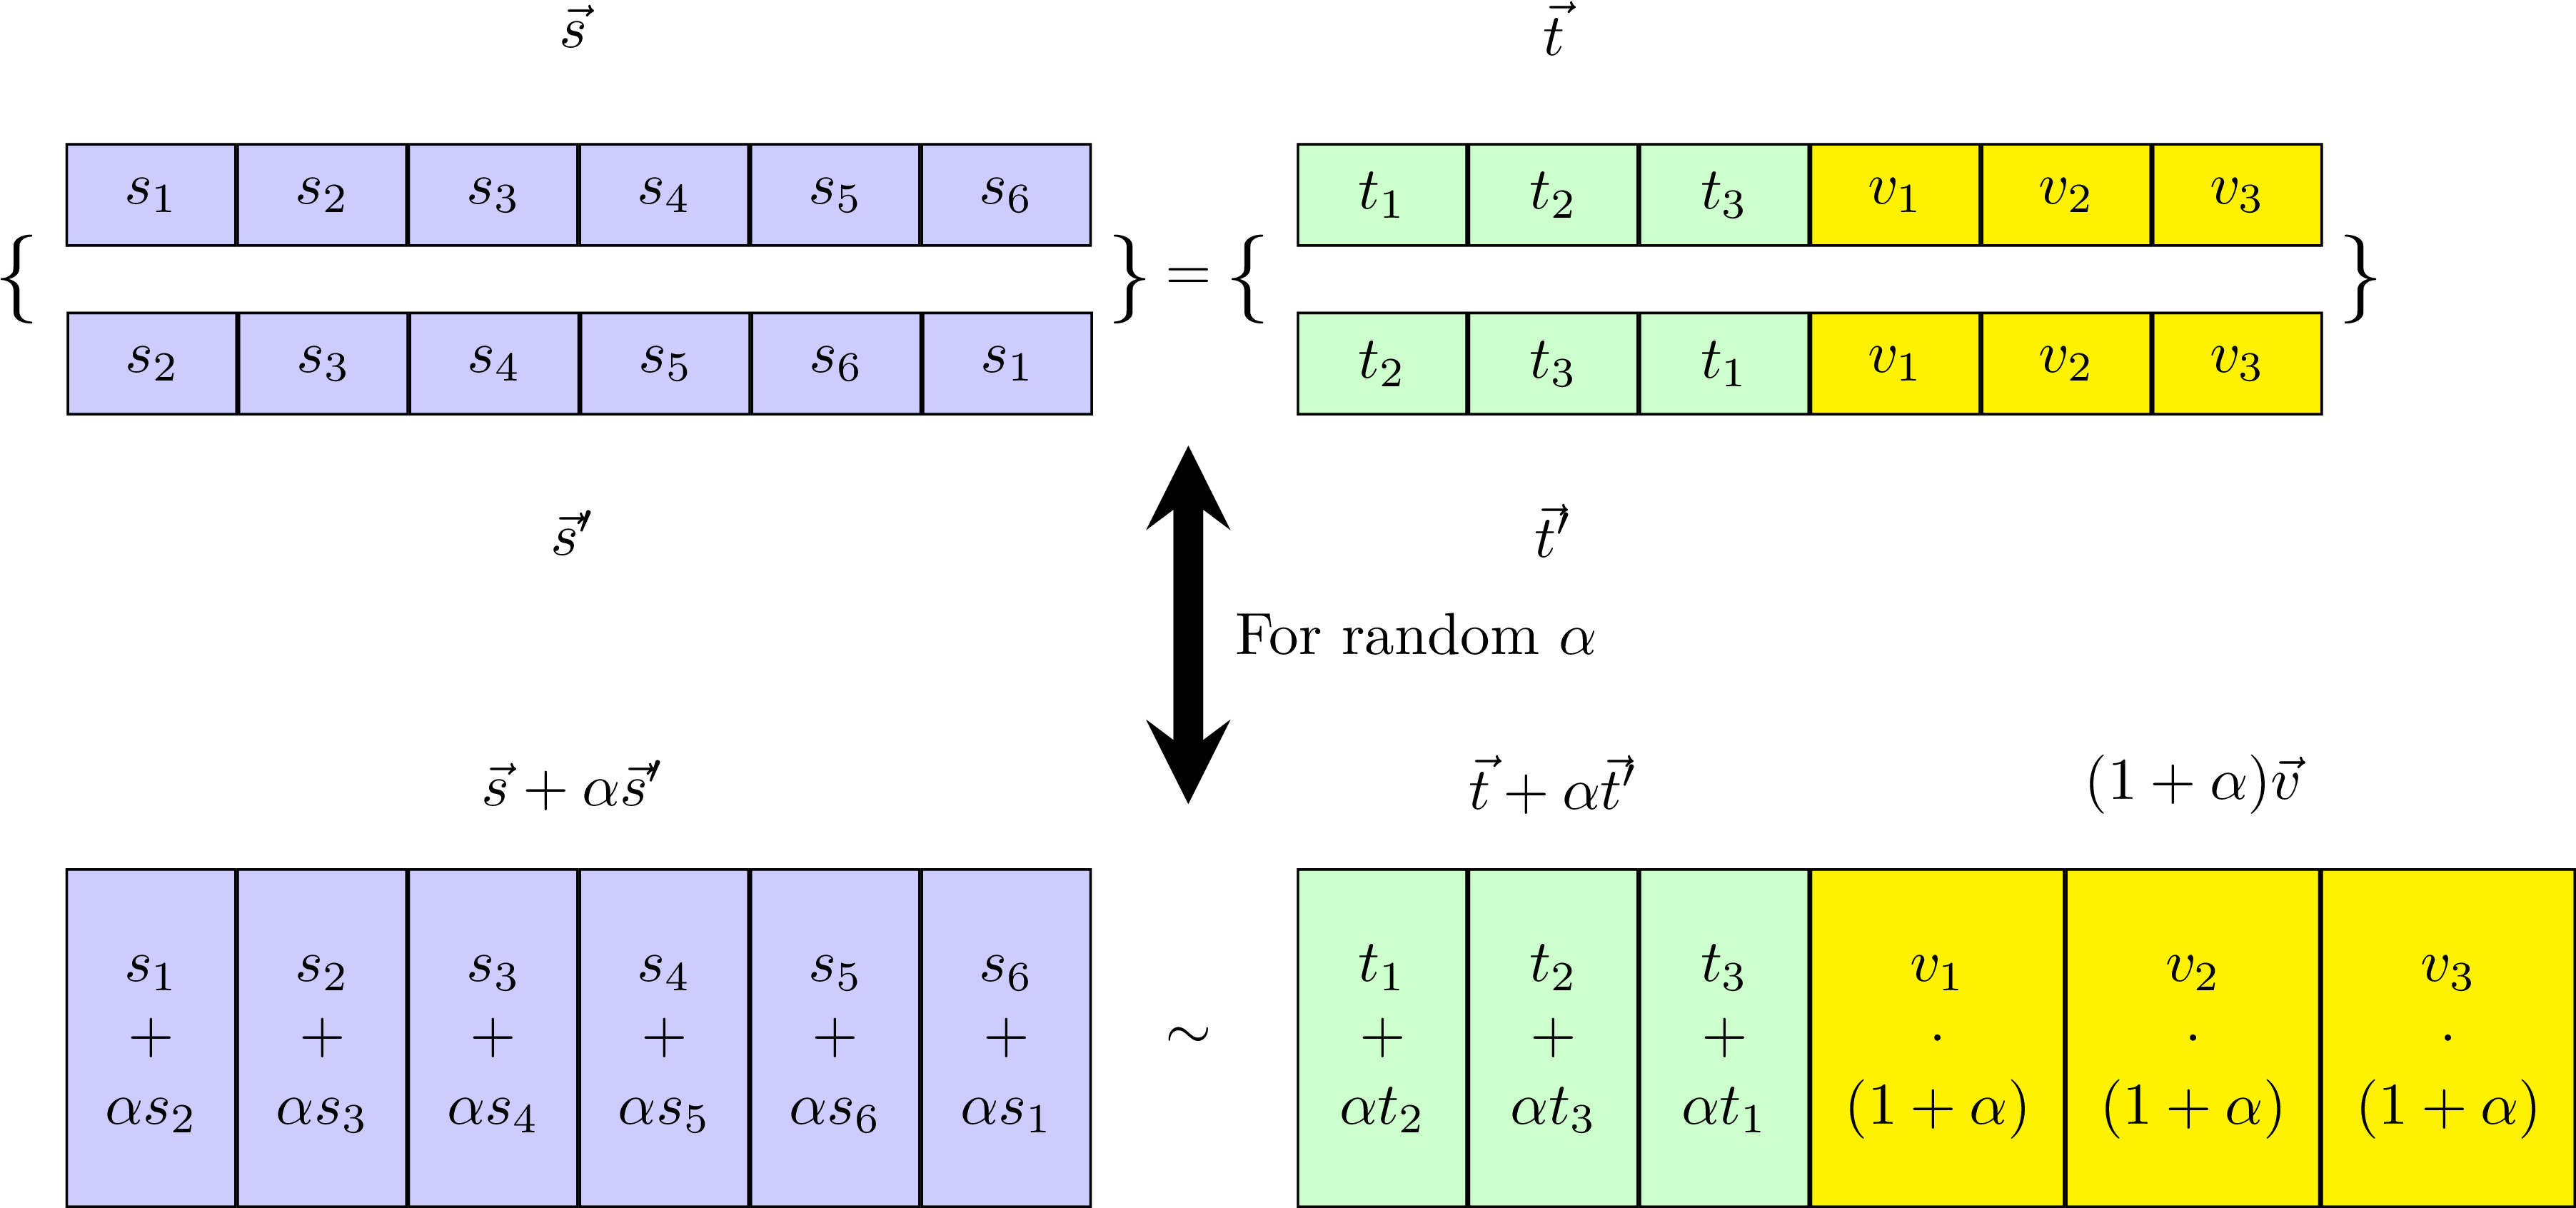 $\vec{s}$ $\vec{t}$
$s_1$ $s_2$ $s_3$ $s_4$ $s_5$ $s_6$ $t_1$ $t_2$ $t_3$ $v_1$ $v_2$ $v_3$
{ } = { }
$s_2$ $s_3$ $s_4$ $s_5$ $s_6$ $s_1$ $t_2$ $t_3$ $t_1$ $v_1$ $v_2$ $v_3$
$\vec{s}'$ $\vec{t}'$
For random $\alpha$
$\vec{s} + \alpha\vec{s}'$ $\vec{t} + \alpha\vec{t}'$ $(1 + \alpha)\vec{v}$
$s_1$ $s_2$ $s_3$ $s_4$ $s_5$ $s_6$ $t_1$ $t_2$ $t_3$ $v_1$ $v_2$ $v_3$
+ + + + + + ~ + + + · · ·
$\alpha s_2$ $\alpha s_3$ $\alpha s_4$ $\alpha s_5$ $\alpha s_6$ $\alpha s_1$ $\alpha t_2$ $\alpha t_3$ $\alpha t_1$ $(1 + \alpha)$ $(1 + \alpha)$ $(1 + \alpha)$